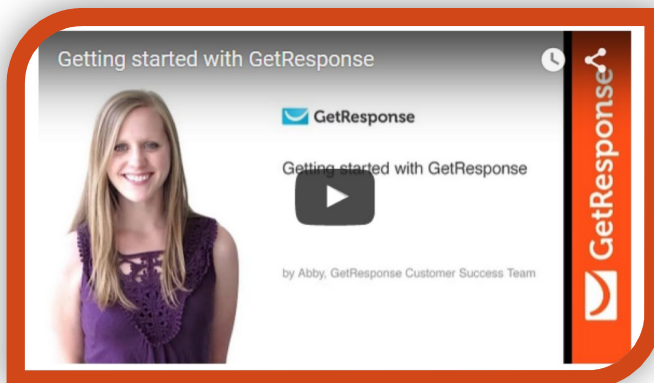 Getting started with GetResponse
GetResponse
Getting started with GetResponse
by Abby, GetResponse Customer Success Team
GetResponse